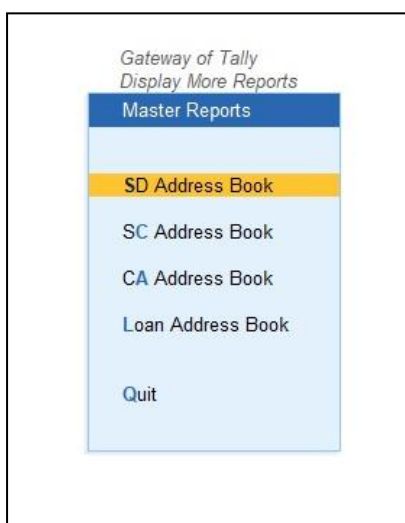 Gateway of Tally
Display More Reports
Master Reports
SD Address Book
SC Address Book
CA Address Book
Loan Address Book
Quit